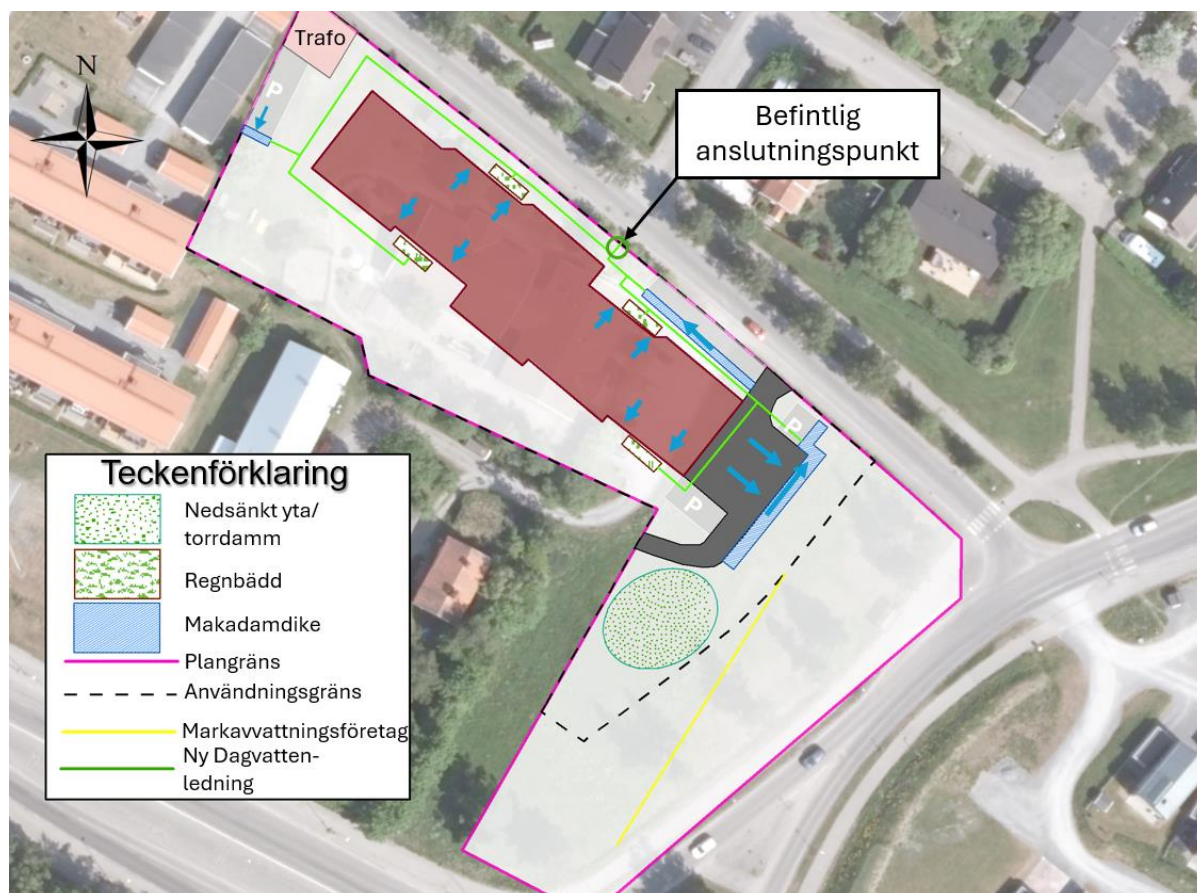 Trafo
P
N
Befintlig
anslutningspunkt
P
P
Teckenförklaring
Nedsänkt yta/
torrdamm
Regnbädd
Makadamdike
Plangräns
Användningsgräns
Markavvattningsföretag
Ny Dagvatten-
ledning